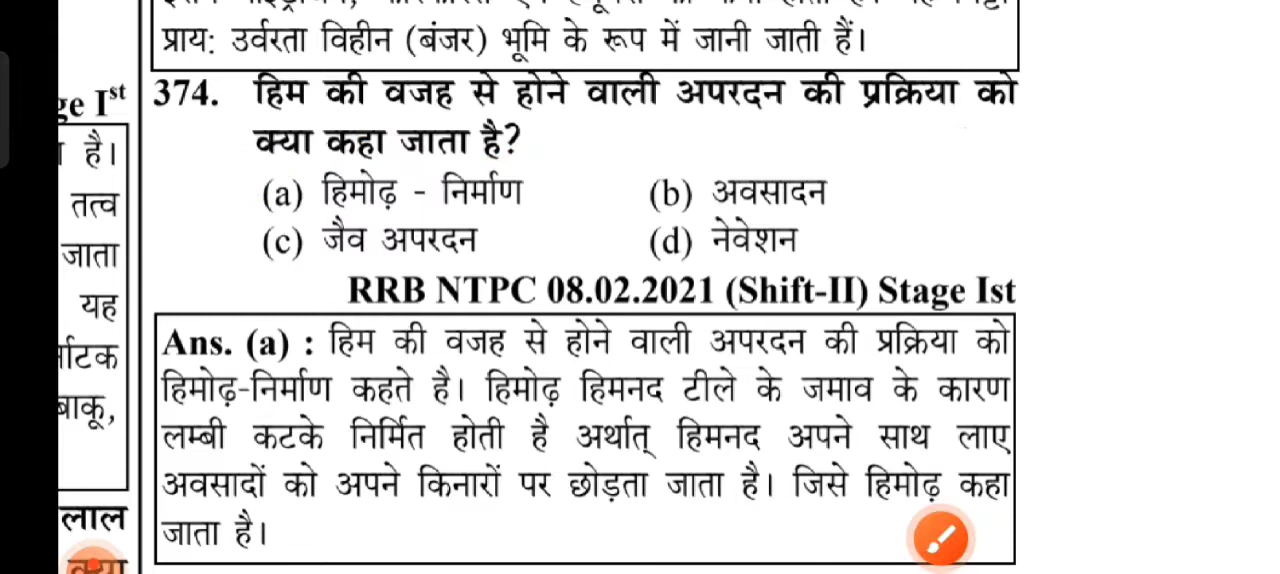 प्राय: उर्वरता विहीन (बंजर) भूमि के रूप में जानी जाती हैं।
374. हिम की वजह से होने वाली अपरदन की प्रक्रिया को
क्या कहा जाता है?
(a) हिमोढ़ - निर्माण (b) अवसादन
(c) जैव अपरदन (d) नेवेशन
RRB NTPC 08.02.2021 (Shift-II) Stage Ist
Ans. (a) : हिम की वजह से होने वाली अपरदन की प्रक्रिया को
हिमोढ़-निर्माण कहते है। हिमोढ़ हिमनद टीले के जमाव के कारण
लम्बी कटके निर्मित होती है अर्थात् हिमनद अपने साथ लाए
अवसादों को अपने किनारों पर छोड़ता जाता है। जिसे हिमोढ़ कहा
जाता है।
Ist
है।
तत्व
जाता
यह
लाल
क्या